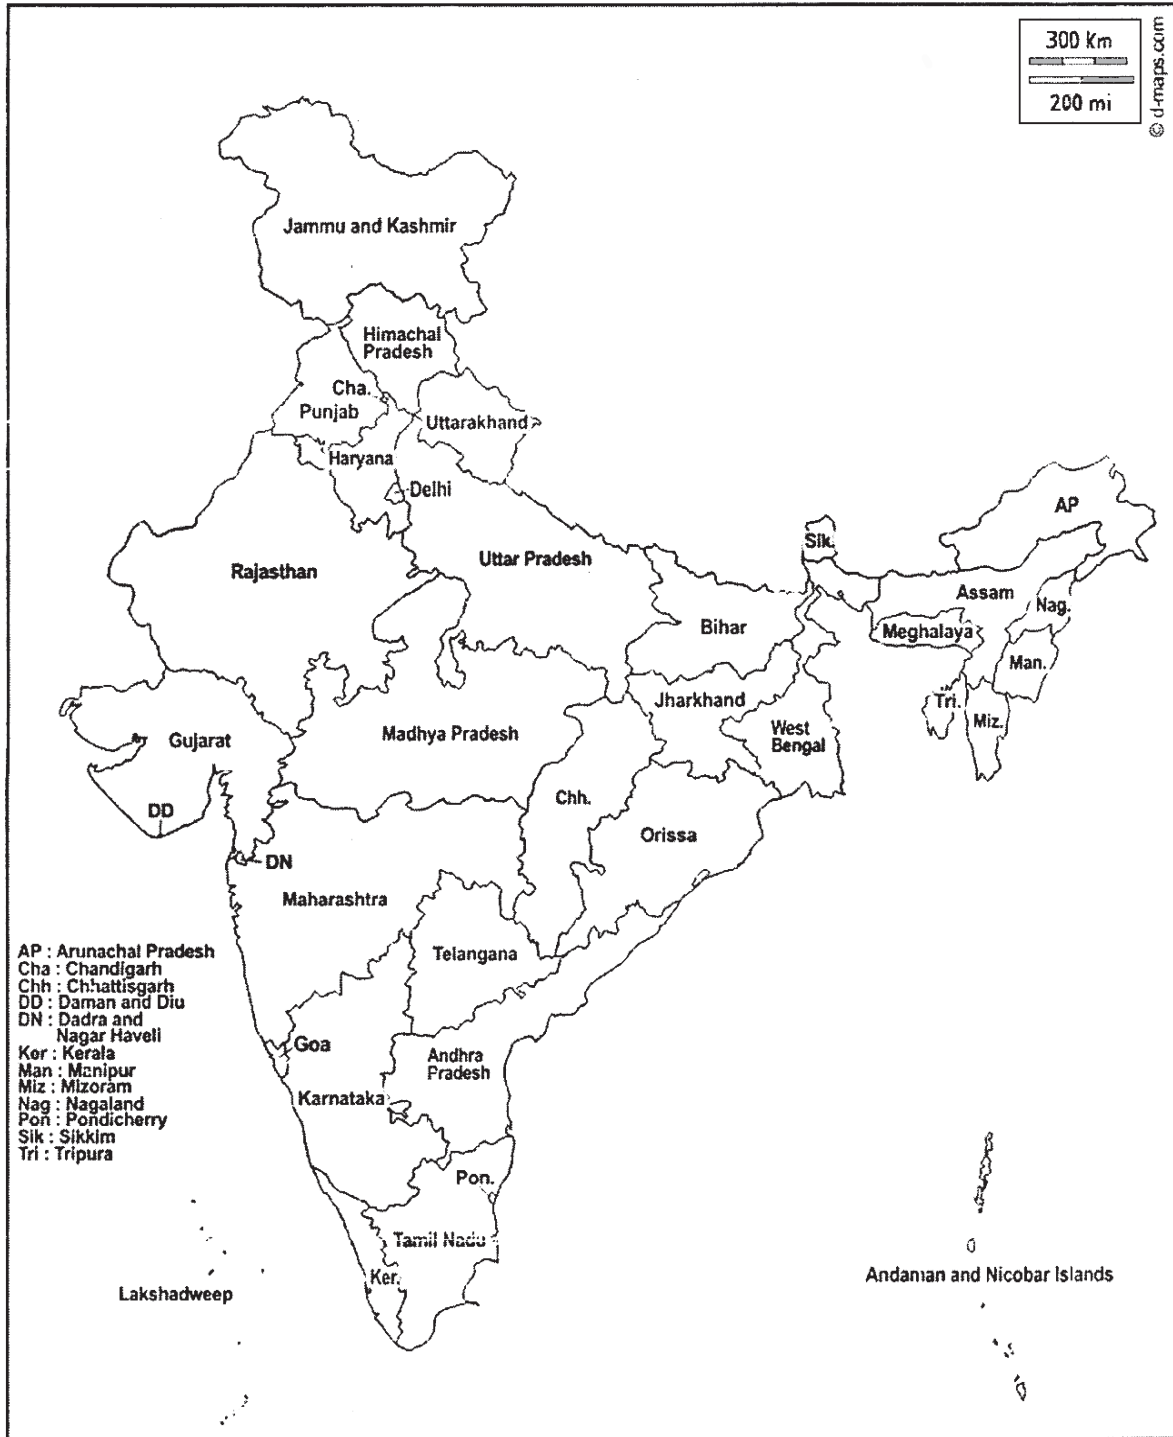 300 Km
200 mi
© d-maps.com
Jammu and Kashmir
Himachal
Pradesh
Cha.
Punjab
Uttarakhand
Haryana
Delhi
AP
Sik.
Uttar Pradesh
Rajasthan
Assam
Nag.
Bihar
Meghalaya
Man.
Jharkhand
Tri.
Miz.
West
Bengal
Madhya Pradesh
Gujarat
Chh.
DD
Orissa
DN
Maharashtra
Telangana
AP : Arunachal Pradesh
Cha : Chandigarh
Chh : Chhattisgarh
DD : Daman and Diu
DN : Dadra and
Nagar Haveli
Ker : Kerala
Man : Manipur
Miz : Mizoram
Nag : Nagaland
Pon : Pondicherry
Sik : Sikkim
Tri : Tripura
Goa
Andhra
Pradesh
Karnataka
Pon.
Tamil Nadu
Ker.
Lakshadweep
Andaman and Nicobar Islands